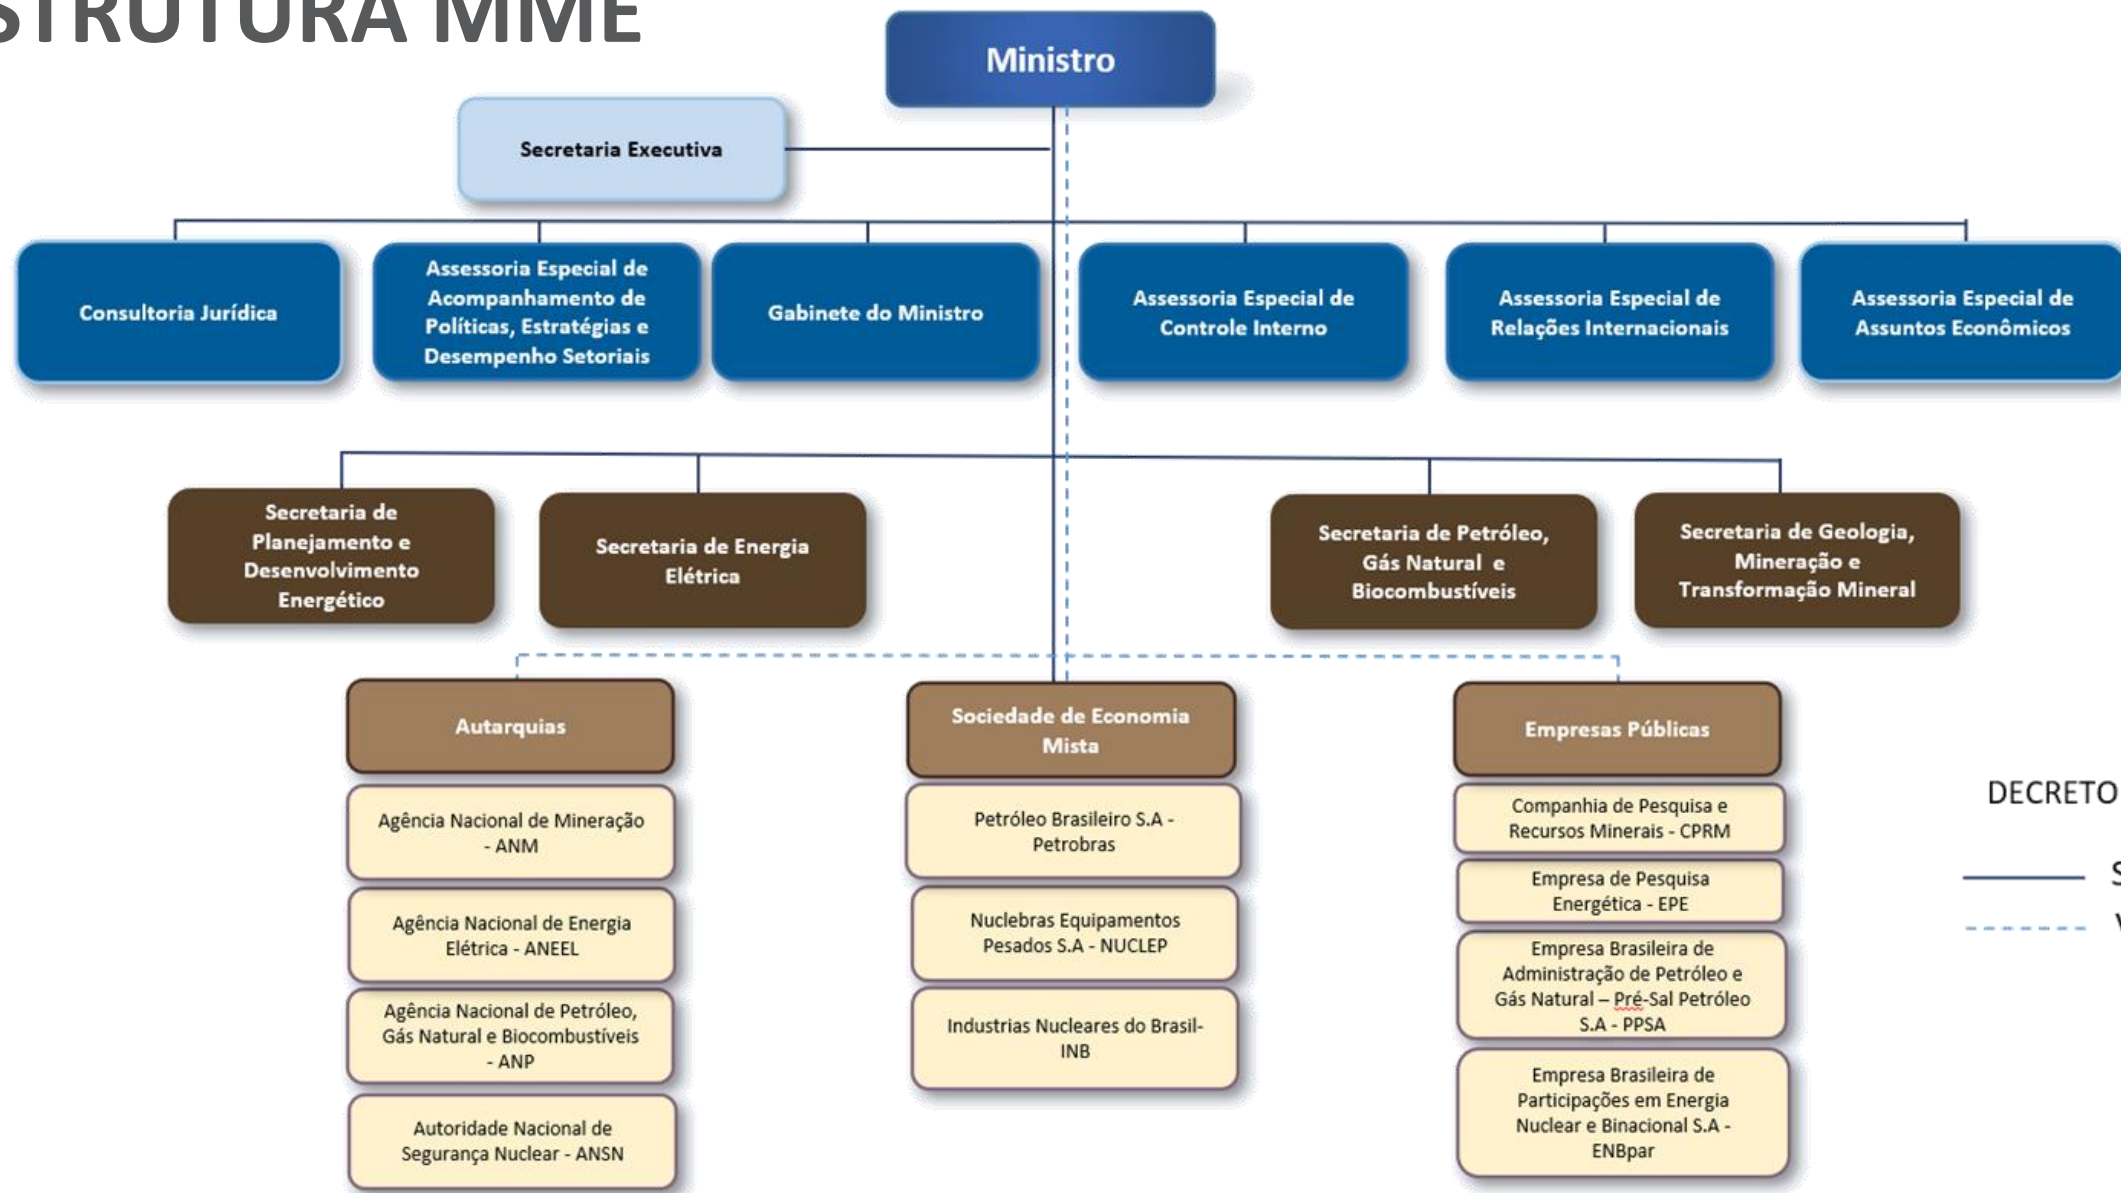 STRUTURA MME
Ministro
Secretaria Executiva
Consultoria Jurídica
Assessoria Especial de
Acompanhamento de
Políticas, Estratégias e
Desempenho Setoriais
Gabinete do Ministro
Assessoria Especial de
Controle Interno
Assessoria Especial de
Relações Internacionais
Assessoria Especial de
Assuntos Econômicos
Secretaria de
Planejamento e
Desenvolvimento
Energético
Secretaria de Energia
Elétrica
Secretaria de Petróleo,
Gás Natural e
Biocombustíveis
Secretaria de Geologia,
Mineração e
Transformação Mineral
Autarquias
Agência Nacional de Mineração
- ANM
Agência Nacional de Energia
Elétrica - ANEEL
Agência Nacional de Petróleo,
Gás Natural e Biocombustíveis
- ANP
Autoridade Nacional de
Segurança Nuclear - ANSN
Sociedade de Economia
Mista
Petróleo Brasileiro S.A -
Petrobras
Nuclebras Equipamentos
Pesados S.A - NUCLEP
Industrias Nucleares do Brasil-
INB
Empresas Públicas
Companhia de Pesquisa e
Recursos Minerais - CPRM
Empresa de Pesquisa
Energética - EPE
Empresa Brasileira de
Administração de Petróleo e
Gás Natural – Pré-Sal Petróleo
S.A - PPSA
Empresa Brasileira de
Participações em Energia
Nuclear e Binacional S.A -
ENBpar
DECRETO